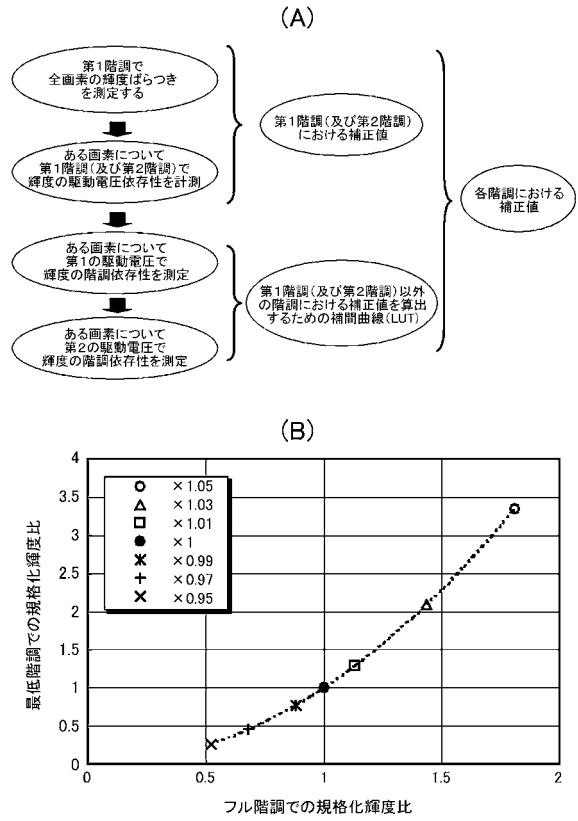 (A)
第1階調で
全画素の輝度ばらつき
を測定する
ある画素について
第1階調(及び第2階調)で
輝度の駆動電圧依存性を計測
ある画素について
第1の駆動電圧で
輝度の階調依存性を測定
ある画素について
第2の駆動電圧で
輝度の階調依存性を測定
第1階調(及び第2階調)
における補正値
第1階調(及び第2階調)以外
の階調における補正値を算出
するための補間曲線(LUT)
各階調における
補正値
(B)
最低階調での規格化輝度比
4
3.5
3
2.5
2
1.5
1
0.5
0
×1.05
×1.03
×1.01
×1
×0.99
×0.97
×0.95
0
0.5
1
1.5
2
フル階調での規格化輝度比